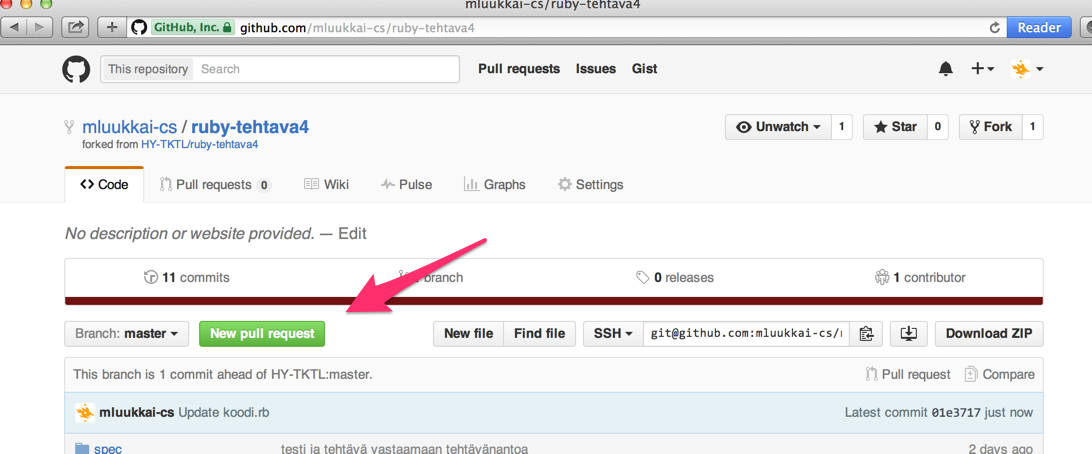 mluukkai-cs/ruby-tehtava4
GitHub, Inc. github.com/mluukkai-cs/ruby-tehtava4 Reader
This repository Search Pull requests Issues Gist
mluukkai-cs / ruby-tehtava4 Unwatch 1 Star 0 Fork 1
forked from HY-TKTL/ruby-tehtava4
Code Pull requests 0 Wiki Pulse Graphs Settings
No description or website provided. — Edit
11 commits branch 0 releases 1 contributor
Branch: master New pull request New file Find file SSH git@github.com:mluukkai-cs/ Download ZIP
This branch is 1 commit ahead of HY-TKTL:master. Pull request Compare
mluukkai-cs Update koodi.rb Latest commit 01e3717 just now
spec testi ja tehtävä vastaamaan tehtävänantoa 2 days ago